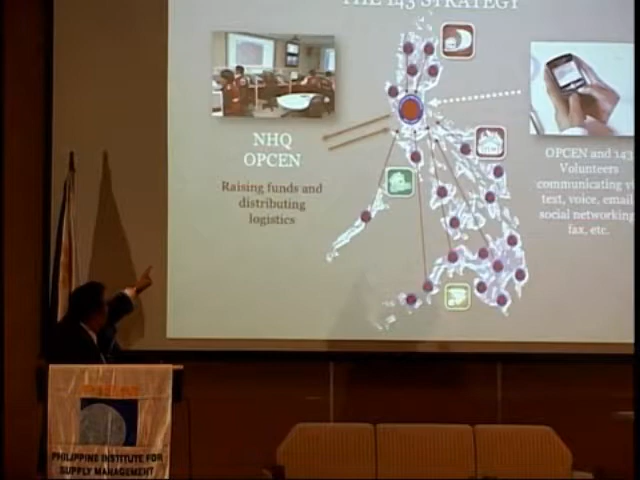 THE 143 STRATEGY
NHQ
OPCEN
Raising funds and
distributing
logistics
OPCEN and 143
Volunteers
communicating
text, voice, email
social networking
fax, etc.
PHILIPPINE INSTITUTE FOR
SUPPLY MANAGEMENT